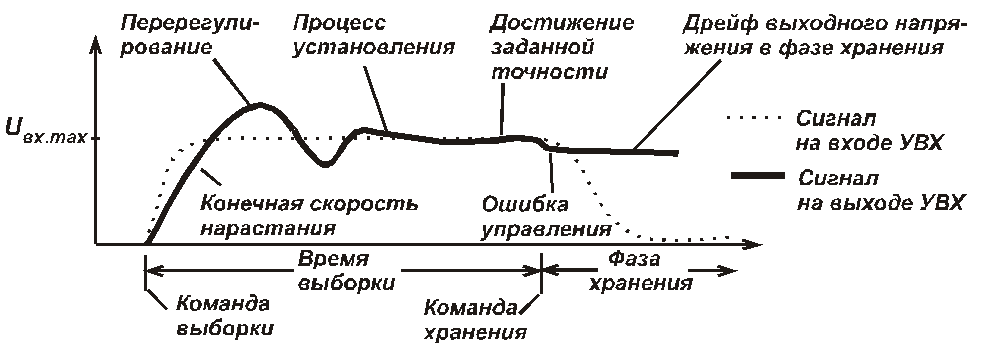 Перерегули-
рование
Процесс
установления
Достижение
заданной
точности
Дрейф выходного напря-
жения в фазе хранения
Uвх.max
Сигнал
на входе УВХ
Сигнал
на выходе УВХ
Конечная скорость
нарастания
Ошибка
управления
Время
выборки
Фаза
хранения
Команда
выборки
Команда
хранения